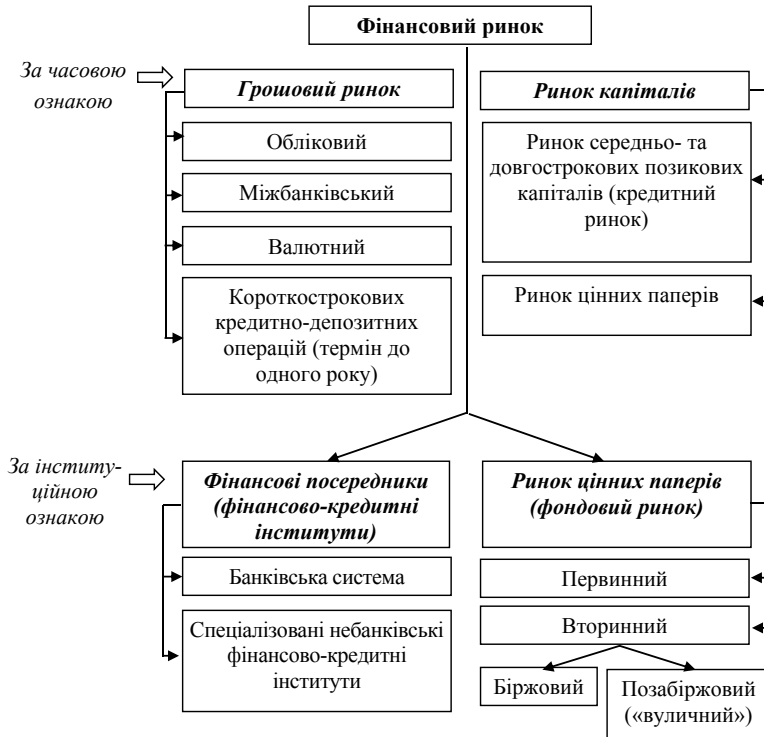 Фінансовий ринок
За часовою
ознакою
Грошовий ринок
Обліковий
Міжбанківський
Валютний
Короткострокових
кредитно-депозитних
операцій (термін до
одного року)
Ринок капіталів
Ринок середньо- та
довгострокових позикових
капіталів (кредитний
ринок)
Ринок цінних паперів
За інститу-
ційною
ознакою
Фінансові посередники
(фінансово-кредитні
інститути)
Банківська система
Спеціалізовані небанківські
фінансово-кредитні
інститути
Ринок цінних паперів
(фондовий ринок)
Первинний
Вторинний
Біржовий
Позабіржовий
(«вуличний»)